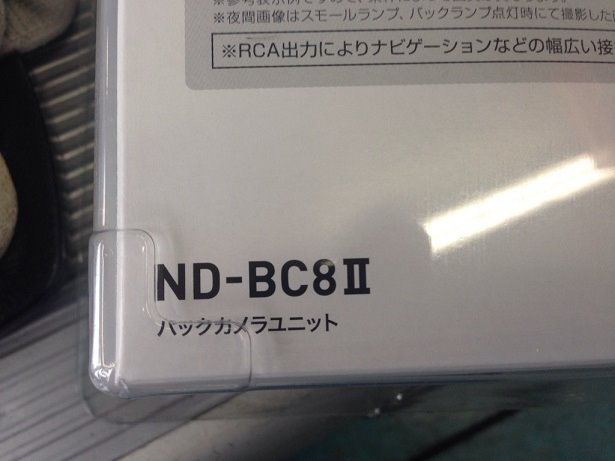 ※夜間画像はスモールランプ、バックランプ点灯時にて撮影した
※RCA出力によりナビゲーションなどの幅広い接
ND-BC8Ⅱ
バックカメラユニット